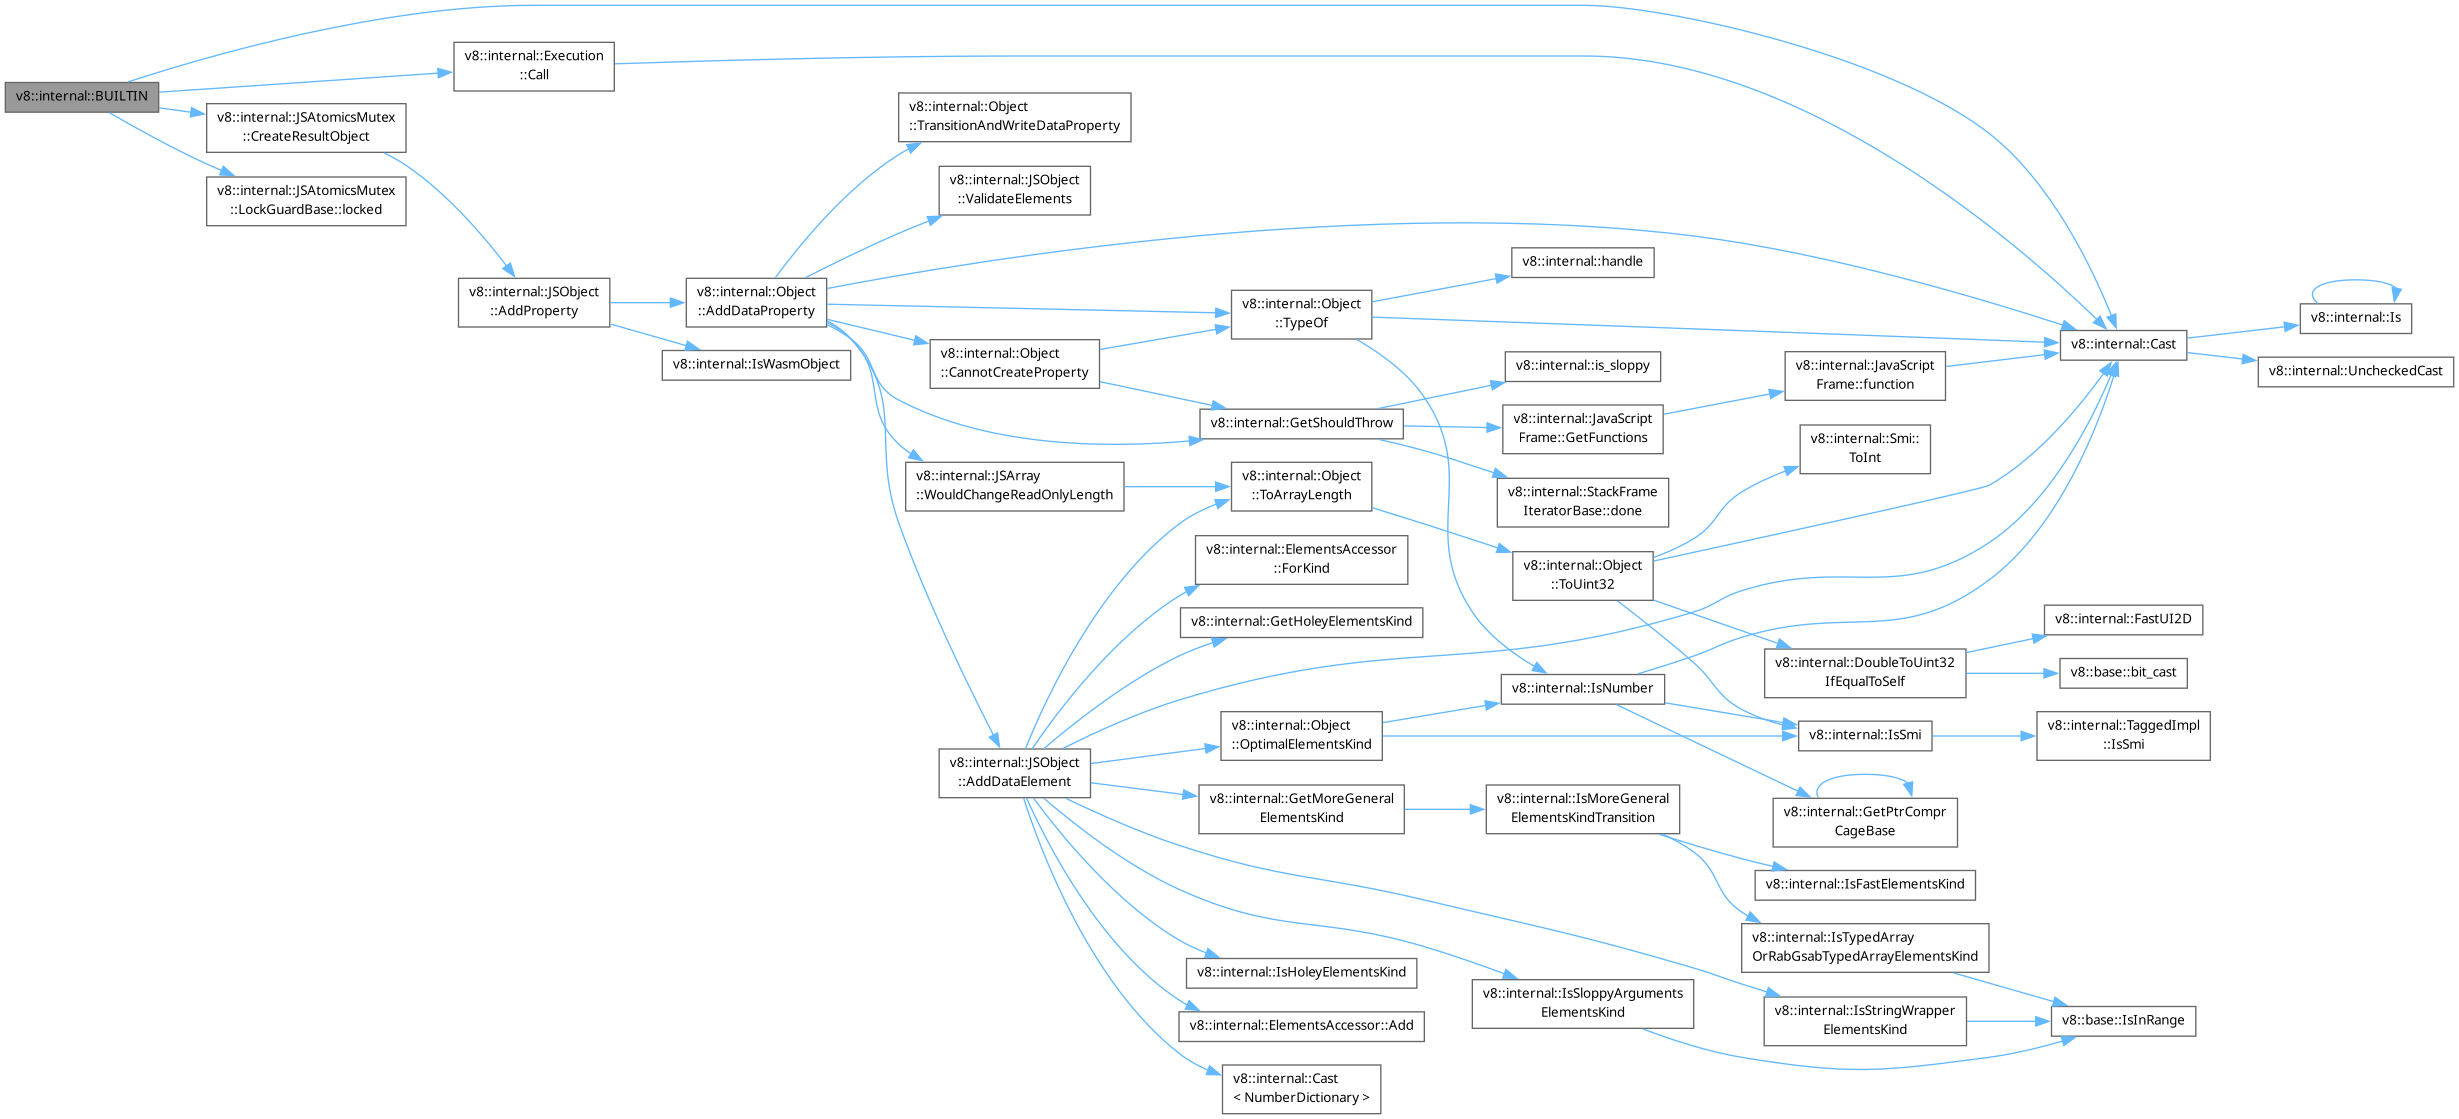 v8::internal::BUILTIN
v8::internal::Execution
::Call
v8::internal::JSAtomicsMutex
::CreateResultObject
v8::internal::JSAtomicsMutex
::LockGuardBase::locked
v8::internal::JSObject
::AddProperty
v8::internal::IsWasmObject
v8::internal::Object
::AddDataProperty
v8::internal::Object
::TransitionAndWriteDataProperty
v8::internal::JSObject
::ValidateElements
v8::internal::Object
::CannotCreateProperty
v8::internal::JSArray
::WouldChangeReadOnlyLength
v8::internal::JSObject
::AddDataElement
v8::internal::Object
::TypeOf
v8::internal::GetShouldThrow
v8::internal::Object
::ToArrayLength
v8::internal::ElementsAccessor
::ForKind
v8::internal::GetHoleyElementsKind
v8::internal::Object
::OptimalElementsKind
v8::internal::GetMoreGeneral
ElementsKind
v8::internal::IsHoleyElementsKind
v8::internal::ElementsAccessor::Add
v8::internal::Cast
< NumberDictionary >
v8::internal::handle
v8::internal::is_sloppy
v8::internal::JavaScript
Frame::GetFunctions
v8::internal::StackFrame
IteratorBase::done
v8::internal::Object
::ToUint32
v8::internal::IsNumber
v8::internal::IsMoreGeneral
ElementsKindTransition
v8::internal::IsSloppyArguments
ElementsKind
v8::internal::JavaScript
Frame::function
v8::internal::Smi::
ToInt
v8::internal::DoubleToUint32
IfEqualToSelf
v8::internal::IsSmi
v8::internal::GetPtrCompr
CageBase
v8::internal::IsFastElementsKind
v8::internal::IsTypedArray
OrRabGsabTypedArrayElementsKind
v8::internal::IsStringWrapper
ElementsKind
v8::internal::Cast
v8::internal::FastUI2D
v8::base::bit_cast
v8::internal::TaggedImpl
::IsSmi
v8::base::IsInRange
v8::internal::Is
v8::internal::UncheckedCast